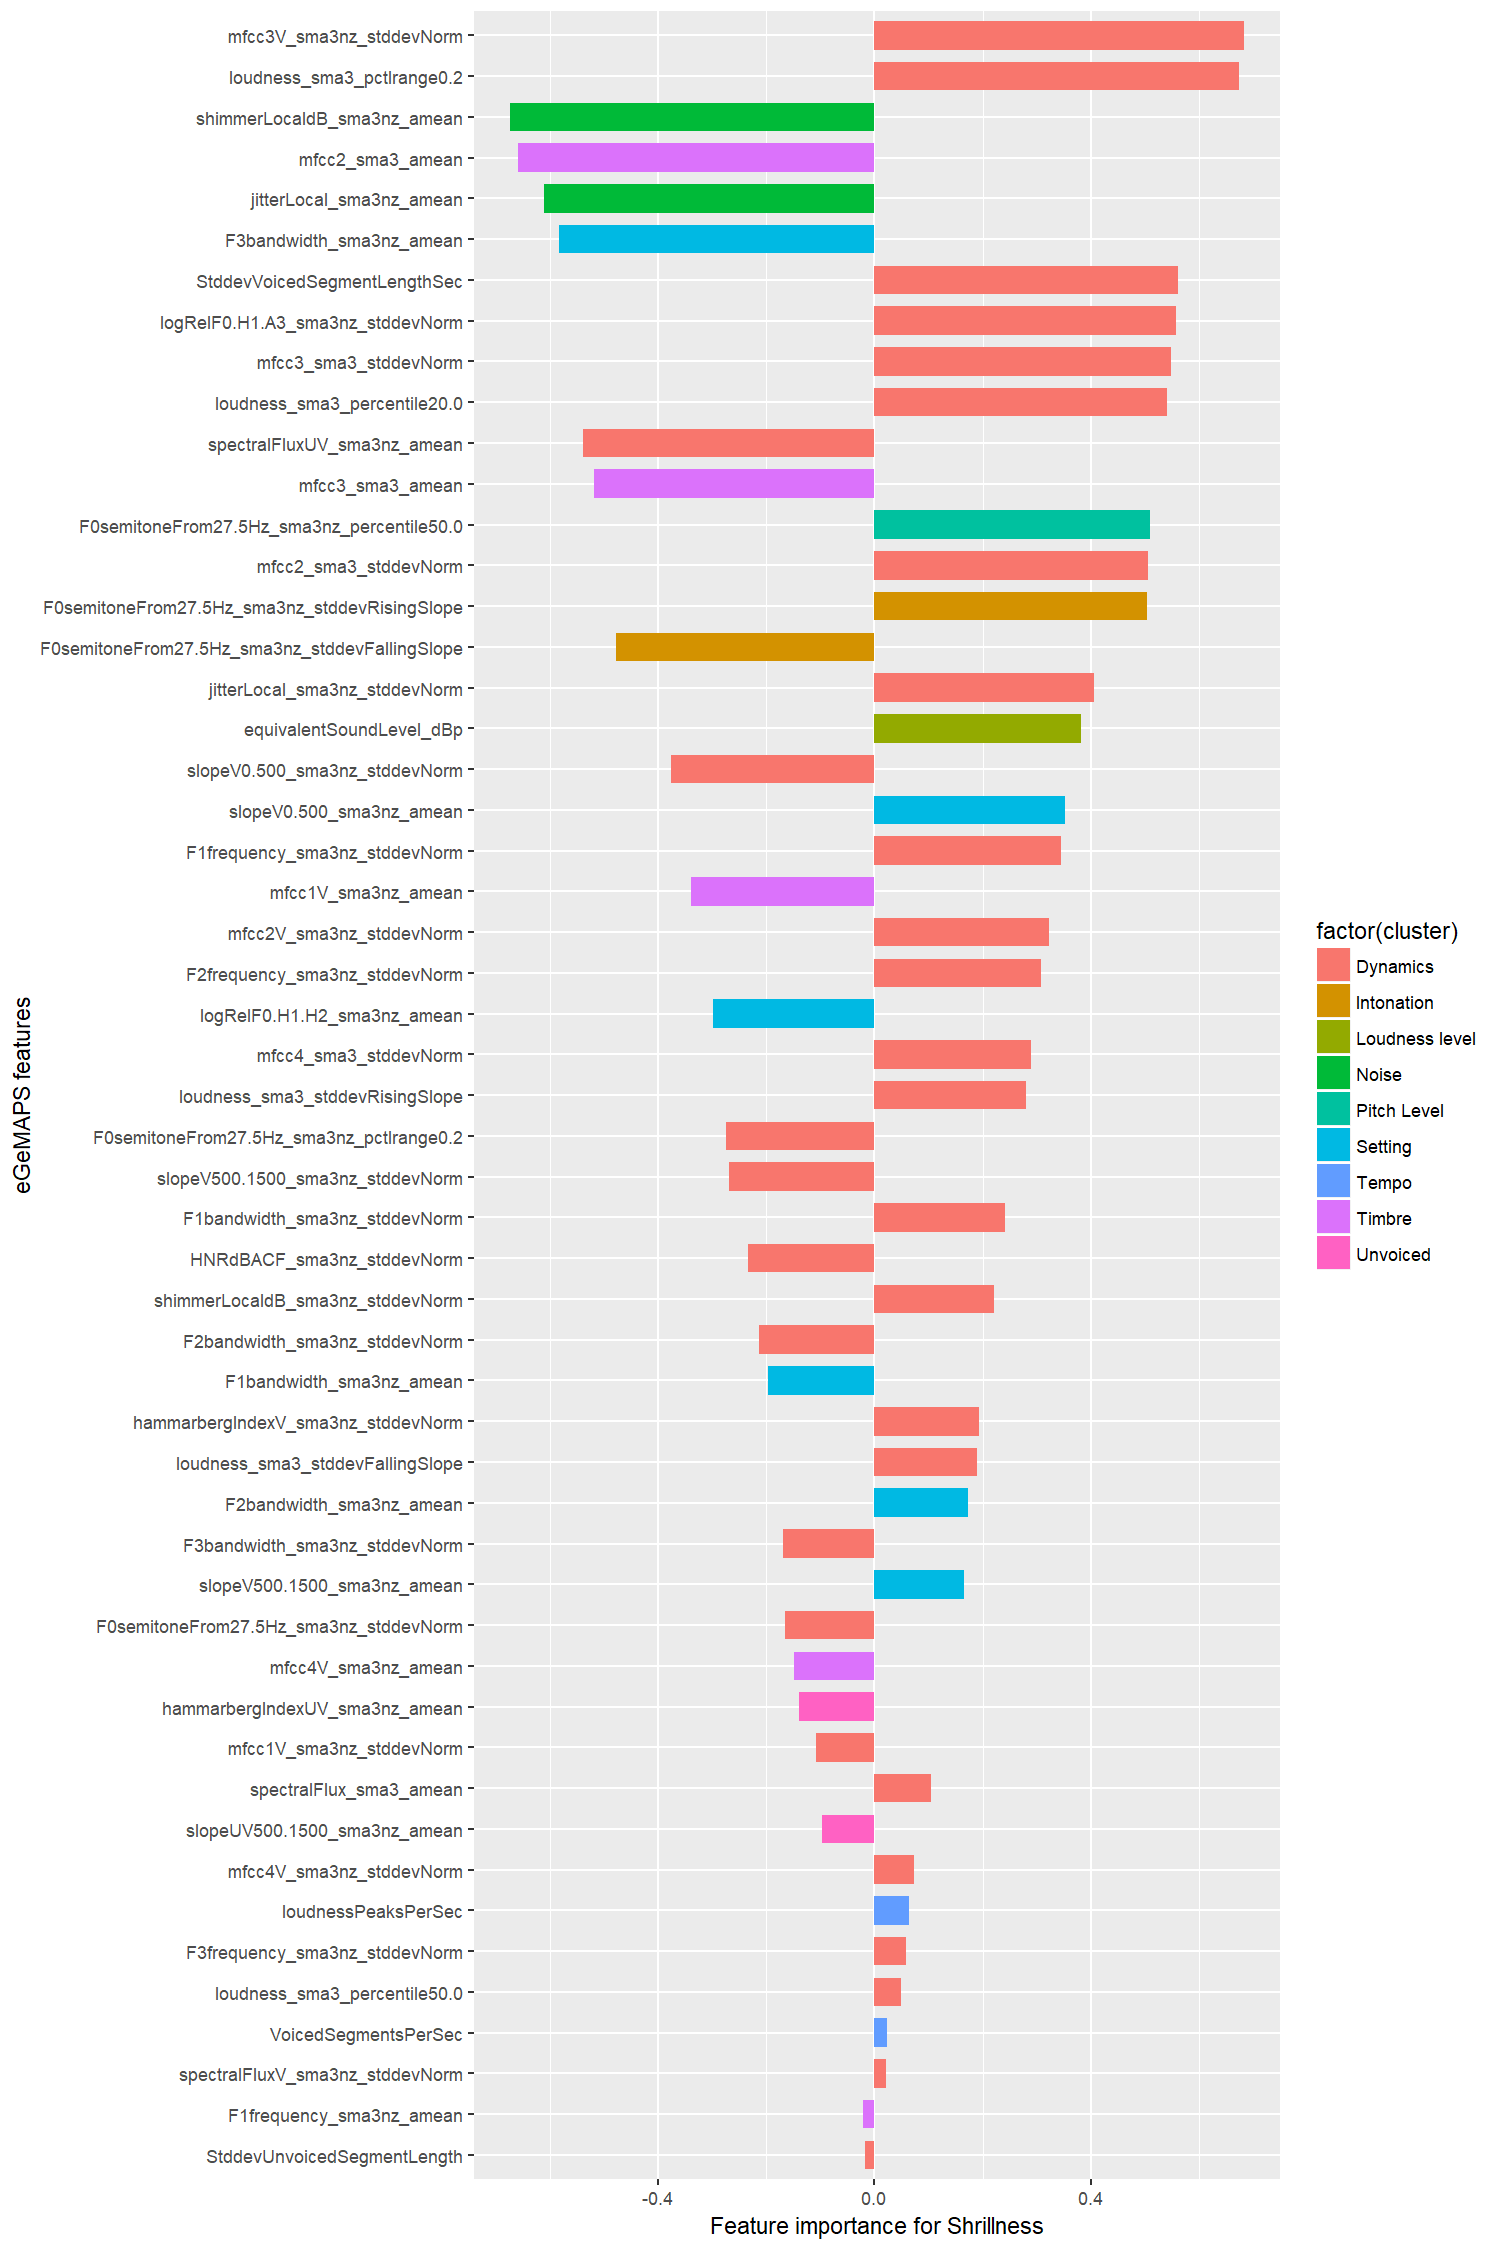 mfcc3V_sma3nz_stddevNorm
loudness_sma3_pctlrange0.2
shimmerLocaldB_sma3nz_amean
mfcc2_sma3_amean
jitterLocal_sma3nz_amean
F3bandwidth_sma3nz_amean
StddevVoicedSegmentLengthSec
logRelF0.H1.A3_sma3nz_stddevNorm
mfcc3_sma3_stddevNorm
loudness_sma3_percentile20.0
spectralFluxUV_sma3nz_amean
mfcc3_sma3_amean
F0semitoneFrom27.5Hz_sma3nz_percentile50.0
mfcc2_sma3_stddevNorm
F0semitoneFrom27.5Hz_sma3nz_stddevRisingSlope
F0semitoneFrom27.5Hz_sma3nz_stddevFallingSlope
jitterLocal_sma3nz_stddevNorm
equivalentSoundLevel_dBp
slopeV0.500_sma3nz_stddevNorm
slopeV0.500_sma3nz_amean
F1frequency_sma3nz_stddevNorm
mfcc1V_sma3nz_amean
mfcc2V_sma3nz_stddevNorm
F2frequency_sma3nz_stddevNorm
logRelF0.H1.H2_sma3nz_amean
mfcc4_sma3_stddevNorm
loudness_sma3_stddevRisingSlope
F0semitoneFrom27.5Hz_sma3nz_pctlrange0.2
slopeV500.1500_sma3nz_stddevNorm
F1bandwidth_sma3nz_stddevNorm
HNRdBACF_sma3nz_stddevNorm
shimmerLocaldB_sma3nz_stddevNorm
F2bandwidth_sma3nz_stddevNorm
F1bandwidth_sma3nz_amean
hammarbergIndexV_sma3nz_stddevNorm
loudness_sma3_stddevFallingSlope
F2bandwidth_sma3nz_amean
F3bandwidth_sma3nz_stddevNorm
slopeV500.1500_sma3nz_amean
F0semitoneFrom27.5Hz_sma3nz_stddevNorm
mfcc4V_sma3nz_amean
hammarbergIndexUV_sma3nz_amean
mfcc1V_sma3nz_stddevNorm
spectralFlux_sma3_amean
slopeUV500.1500_sma3nz_amean
mfcc4V_sma3nz_stddevNorm
loudnessPeaksPerSec
F3frequency_sma3nz_stddevNorm
loudness_sma3_percentile50.0
VoicedSegmentsPerSec
spectralFluxV_sma3nz_stddevNorm
F1frequency_sma3nz_amean
StddevUnvoicedSegmentLength
-0.4 0.0 0.4
Feature importance for Shrillness
eGeMAPS features
factor(cluster)
Dynamics
Intonation
Loudness level
Noise
Pitch Level
Setting
Tempo
Timbre
Unvoiced